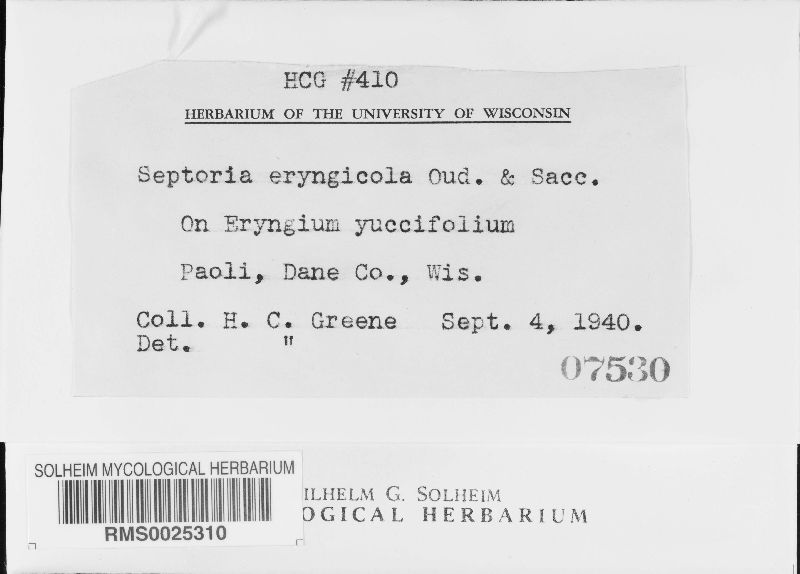 HCG #410
HERBARIUM OF THE UNIVERSITY OF WISCONSIN
Septoria eryngicola Oud. & Sacc.
On Eryngium yuccifolium
Paoli, Dane Co., Wis.
Coll. H. C. Greene Sept. 4, 1940.
Det. "
07530
SOLHEIM MYCOLOGICAL HERBARIUM
RMS0025310
ILHELM G. SOLHEIM
OGICAL HERBARIUM